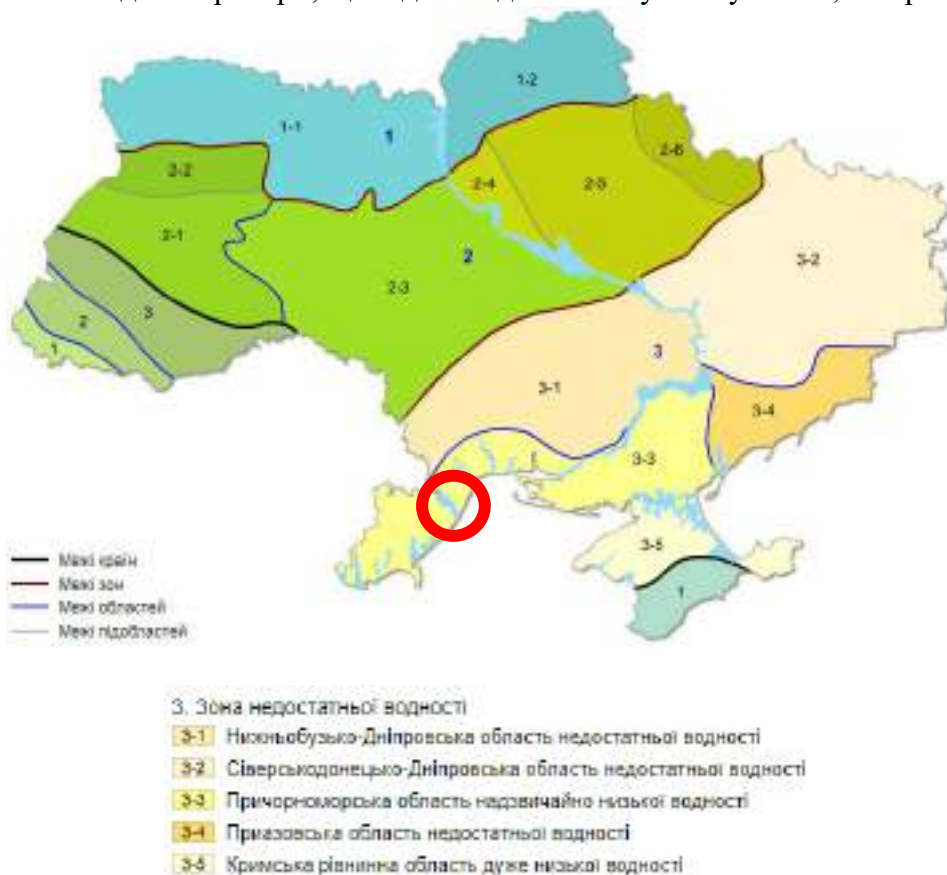 1-2
1-1
1
2-2
2-4
2-5
2-6
2-1
2
2-3
3-2
3
2
1
3
3-1
3-4
3-3
3-5
1
Межі країн
Межі зон
Межі областей
Межі підобластей
3. Зона недостатньої водності
3-1 Нижньобузько-Дніпровська область недостатньої водності
3-2 Сіверськодонецько-Дніпровська область недостатньої водності
3-3 Причорноморська область надзвичайно низької водності
3-4 Приазовська область недостатньої водності
3-5 Кримська рівнинна область дуже низької водності